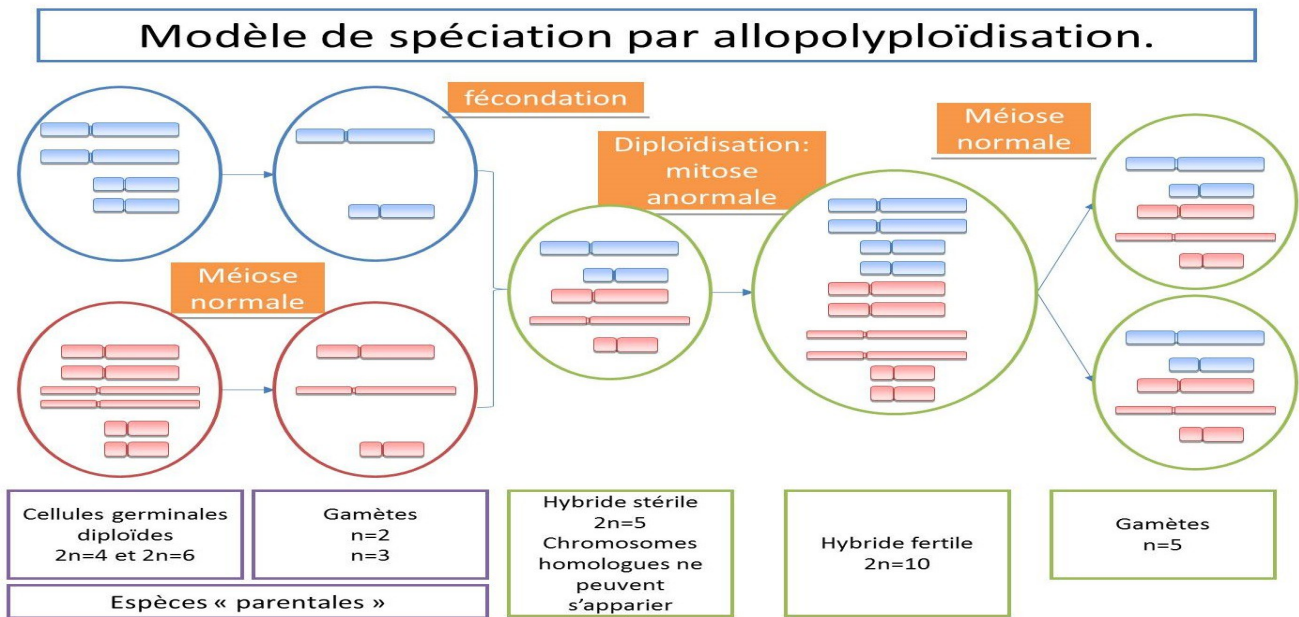 Modèle de spéciation par allopolyploïdisation.
fécondation
Diploïdisation:
mitose
anormale
Méiose
normale
Méiose
normale
Cellules germinales
diploïdes
2n=4 et 2n=6
Gamètes
n=2
n=3
Espèces « parentales »
Hybride stérile
2n=5
Chromosomes
homologues ne
peuvent
s’apparier
Hybride fertile
2n=10
Gamètes
n=5